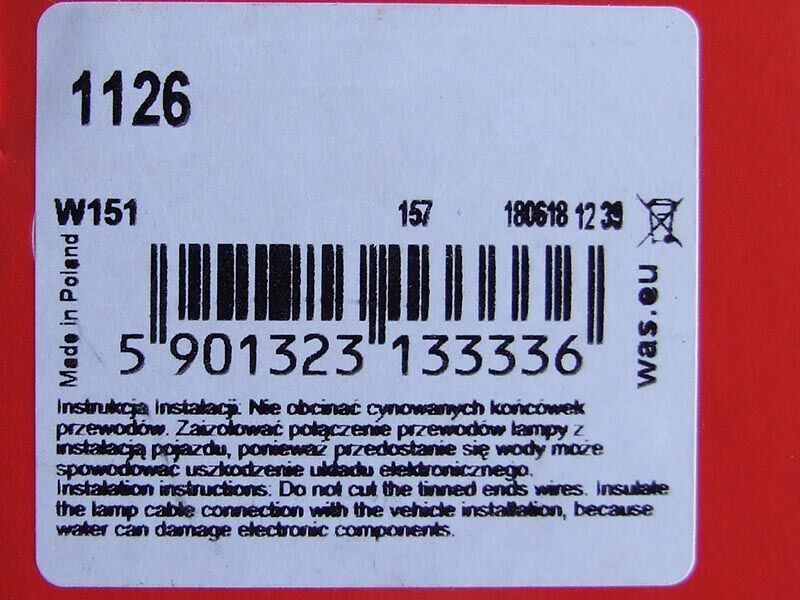 1126
W151 157 180618 12 39
Made in Poland
was.eu
5 901323 133336
Instrukcja Instalacji: Nie obcinać cynowanych końcówek
przewodów. Zaizolować połączenie przewodów lampy z
instalacją pojazdu, ponieważ przedostanie się wody może
spowodować uszkodzenie układu elektronicznego.
Instalation instructions: Do not cut the tinned ends wires. Insulate
the lamp cable connection with the vehicle installation, because
water can damage electronic components.